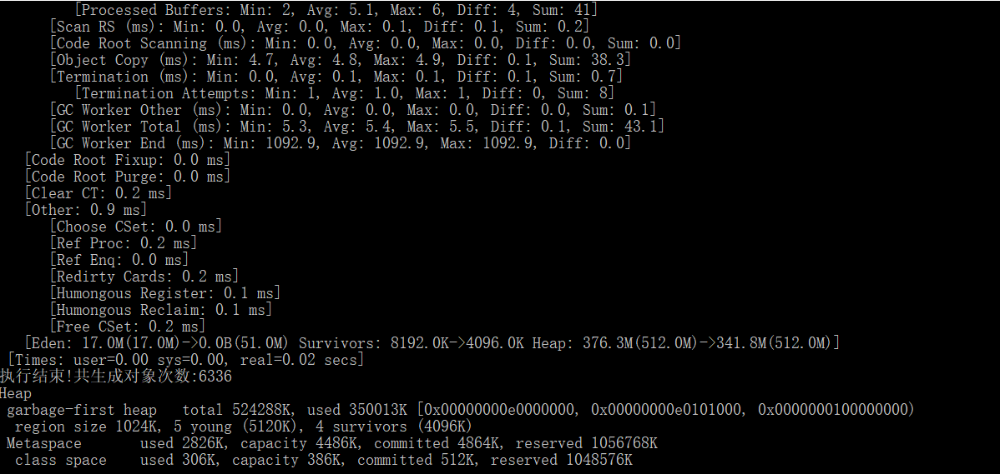 [Processed Buffers: Min: 2, Avg: 5.1, Max: 6, Diff: 4, Sum: 41]
[Scan RS (ms): Min: 0.0, Avg: 0.0, Max: 0.1, Diff: 0.1, Sum: 0.2]
[Code Root Scanning (ms): Min: 0.0, Avg: 0.0, Max: 0.0, Diff: 0.0, Sum: 0.0]
[Object Copy (ms): Min: 4.7, Avg: 4.8, Max: 4.9, Diff: 0.1, Sum: 38.3]
[Termination (ms): Min: 0.0, Avg: 0.1, Max: 0.1, Diff: 0.1, Sum: 0.7]
[Termination Attempts: Min: 1, Avg: 1.0, Max: 1, Diff: 0, Sum: 8]
[GC Worker Other (ms): Min: 0.0, Avg: 0.0, Max: 0.0, Diff: 0.0, Sum: 0.1]
[GC Worker Total (ms): Min: 5.3, Avg: 5.4, Max: 5.5, Diff: 0.1, Sum: 43.1]
[GC Worker End (ms): Min: 1092.9, Avg: 1092.9, Max: 1092.9, Diff: 0.0]
[Code Root Fixup: 0.0 ms]
[Code Root Purge: 0.0 ms]
[Clear CT: 0.2 ms]
[Other: 0.9 ms]
[Choose CSet: 0.0 ms]
[Ref Proc: 0.2 ms]
[Ref Enq: 0.0 ms]
[Redirty Cards: 0.2 ms]
[Humongous Register: 0.1 ms]
[Humongous Reclaim: 0.1 ms]
[Free CSet: 0.2 ms]
[Eden: 17.0M(17.0M)->0.0B(51.0M) Survivors: 8192.0K->4096.0K Heap: 376.3M(512.0M)->341.8M(512.0M)]
[Times: user=0.00 sys=0.00, real=0.02 secs]
执行结束!共生成对象次数:6336
Heap
garbage-first heap   total 524288K, used 350013K [0x00000000e0000000, 0x00000000e0101000, 0x0000000100000000)
region size 1024K, 5 young (5120K), 4 survivors (4096K)
Metaspace       used 2826K, capacity 4486K, committed 4864K, reserved 1056768K
class space    used 306K, capacity 386K, committed 512K, reserved 1048576K